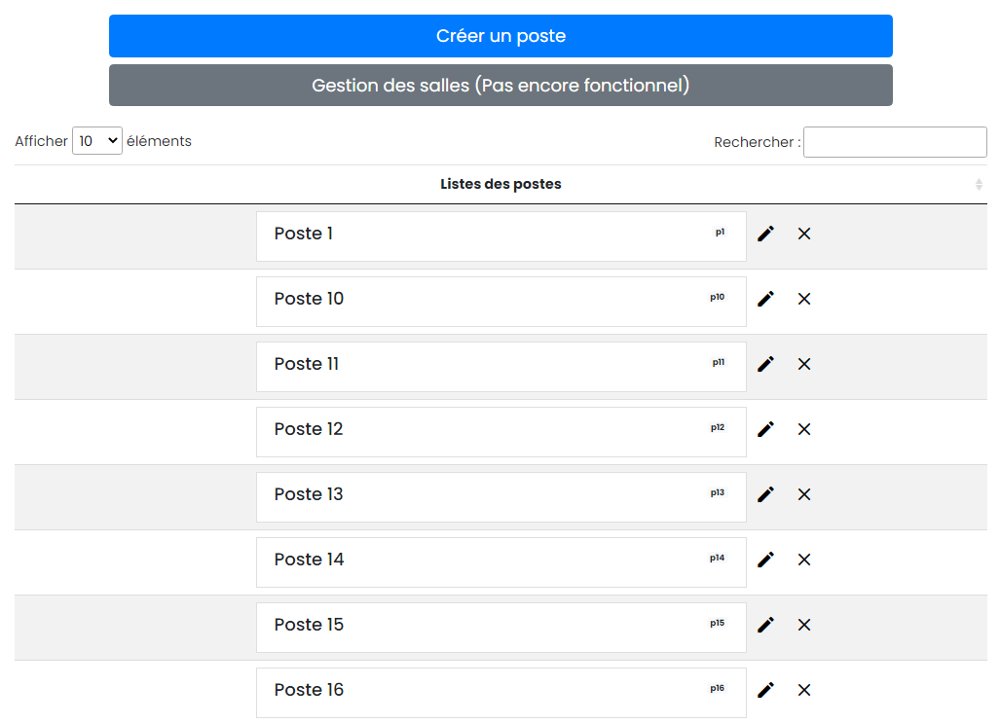 Créer un poste
Gestion des salles (Pas encore fonctionnel)
Afficher 10 éléments Rechercher :
Listes des postes
Poste 1 p1
Poste 10 p10
Poste 11 p11
Poste 12 p12
Poste 13 p13
Poste 14 p14
Poste 15 p15
Poste 16 p16